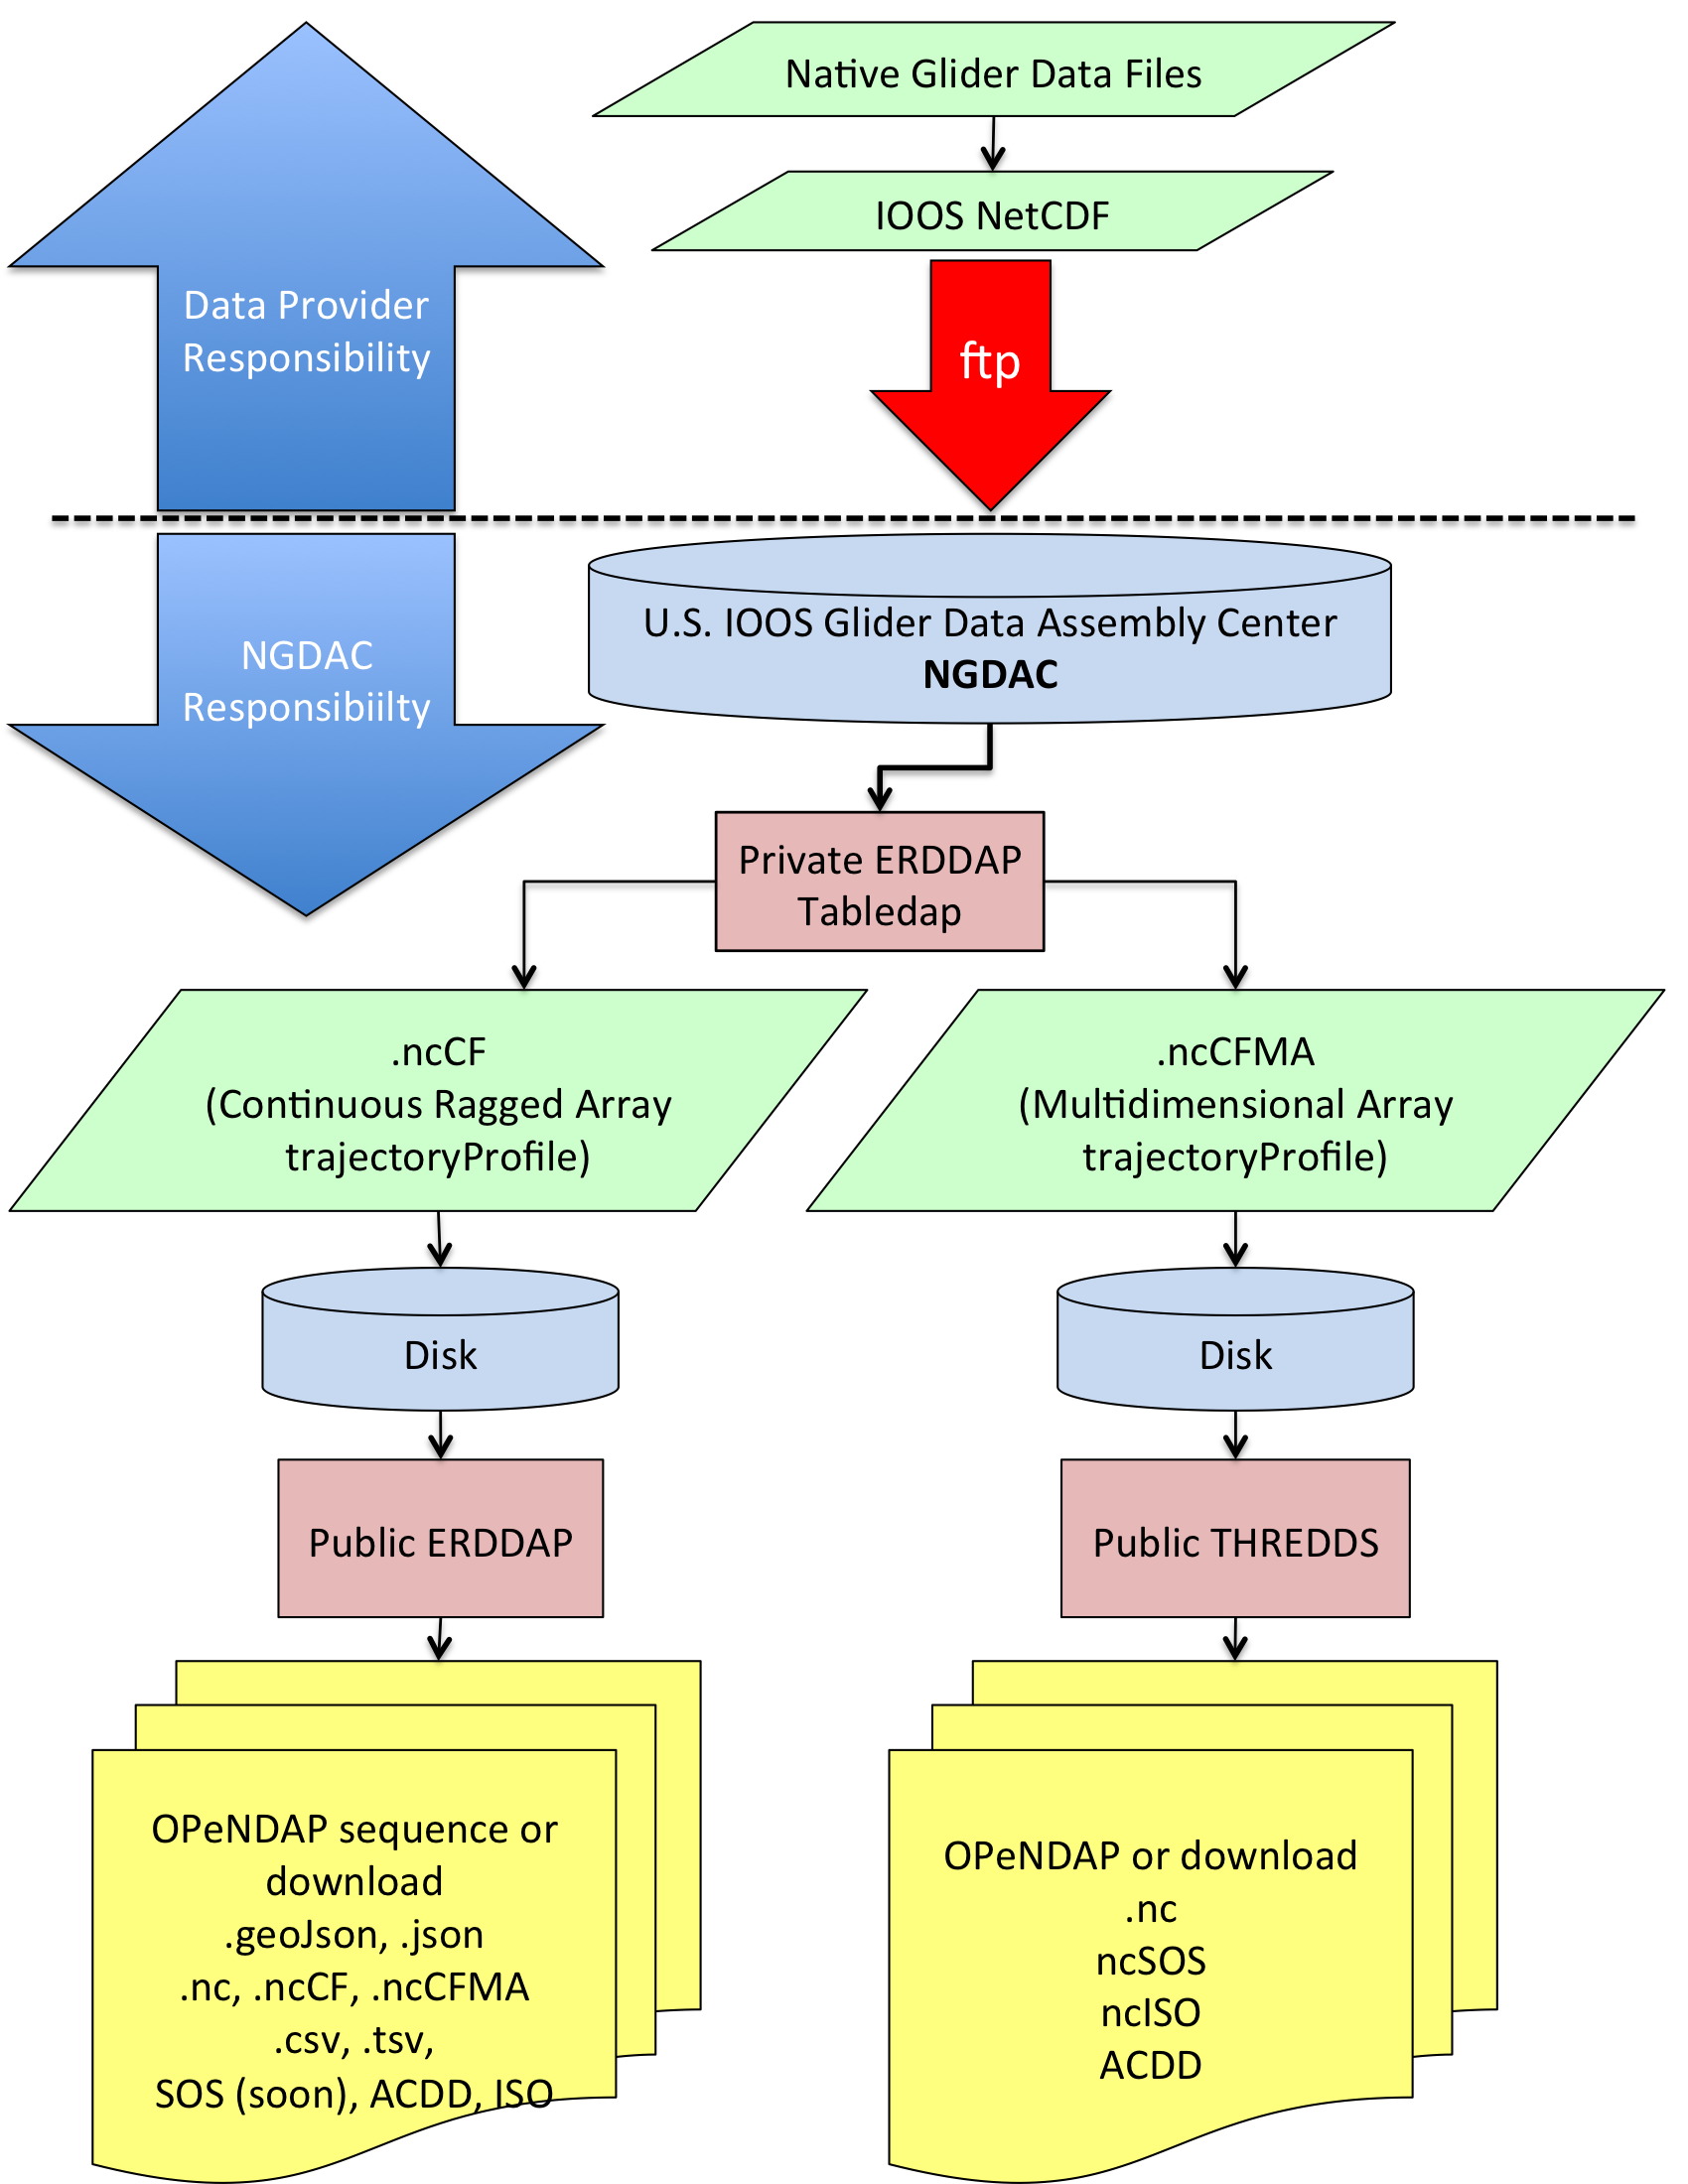 Native Glider Data Files
IOOS NetCDF
Data Provider
Responsibility
ftp
U.S. IOOS Glider Data Assembly Center
NGDAC
NGDAC
Responsibiilty
Private ERDDAP
Tabledap
.ncCF
(Continuous Ragged Array
trajectoryProfile)
.ncCFMA
(Multidimensional Array
trajectoryProfile)
Disk
Disk
Public ERDDAP
Public THREDDS
OPeNDAP sequence or
download
.geoJson, .json
.nc, .ncCF, .ncCFMA
.csv, .tsv,
SOS (soon), ACDD, ISO
OPeNDAP or download
.nc
ncSOS
ncISO
ACDD